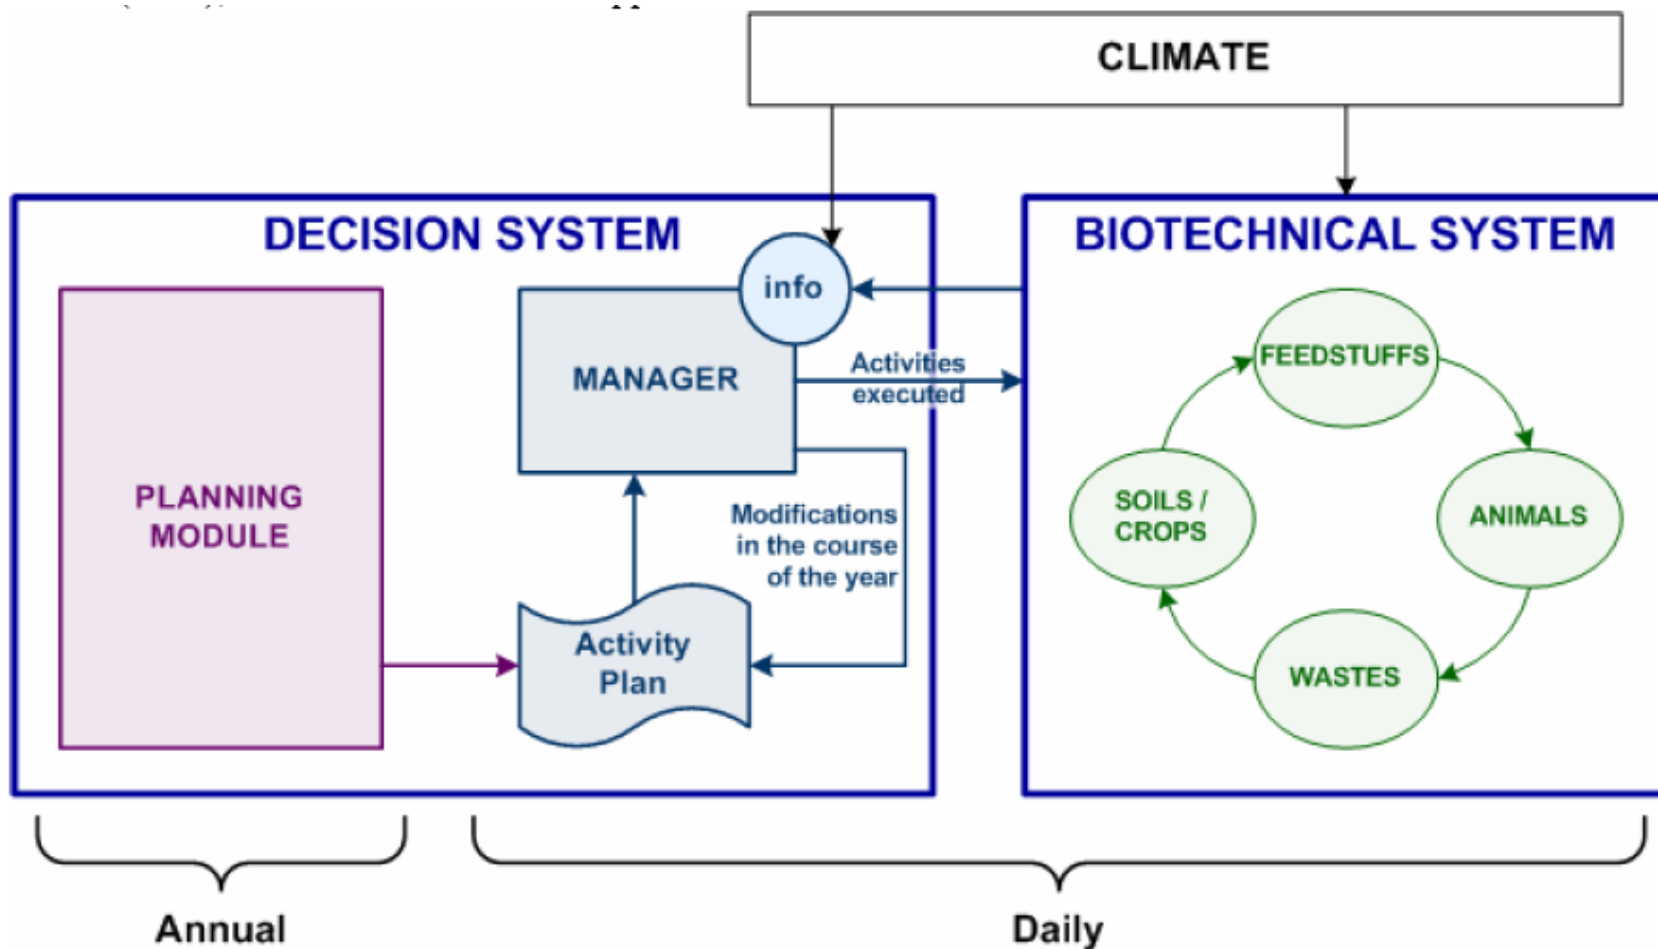 CLIMATE
DECISION SYSTEM
BIOTECHNICAL SYSTEM
info
MANAGER
Activities
executed
PLANNING
MODULE
Modifications
in the course
of the year
Activity
Plan
FEEDSTUFFS
ANIMALS
WASTES
SOILS /
CROPS
Annual
Daily